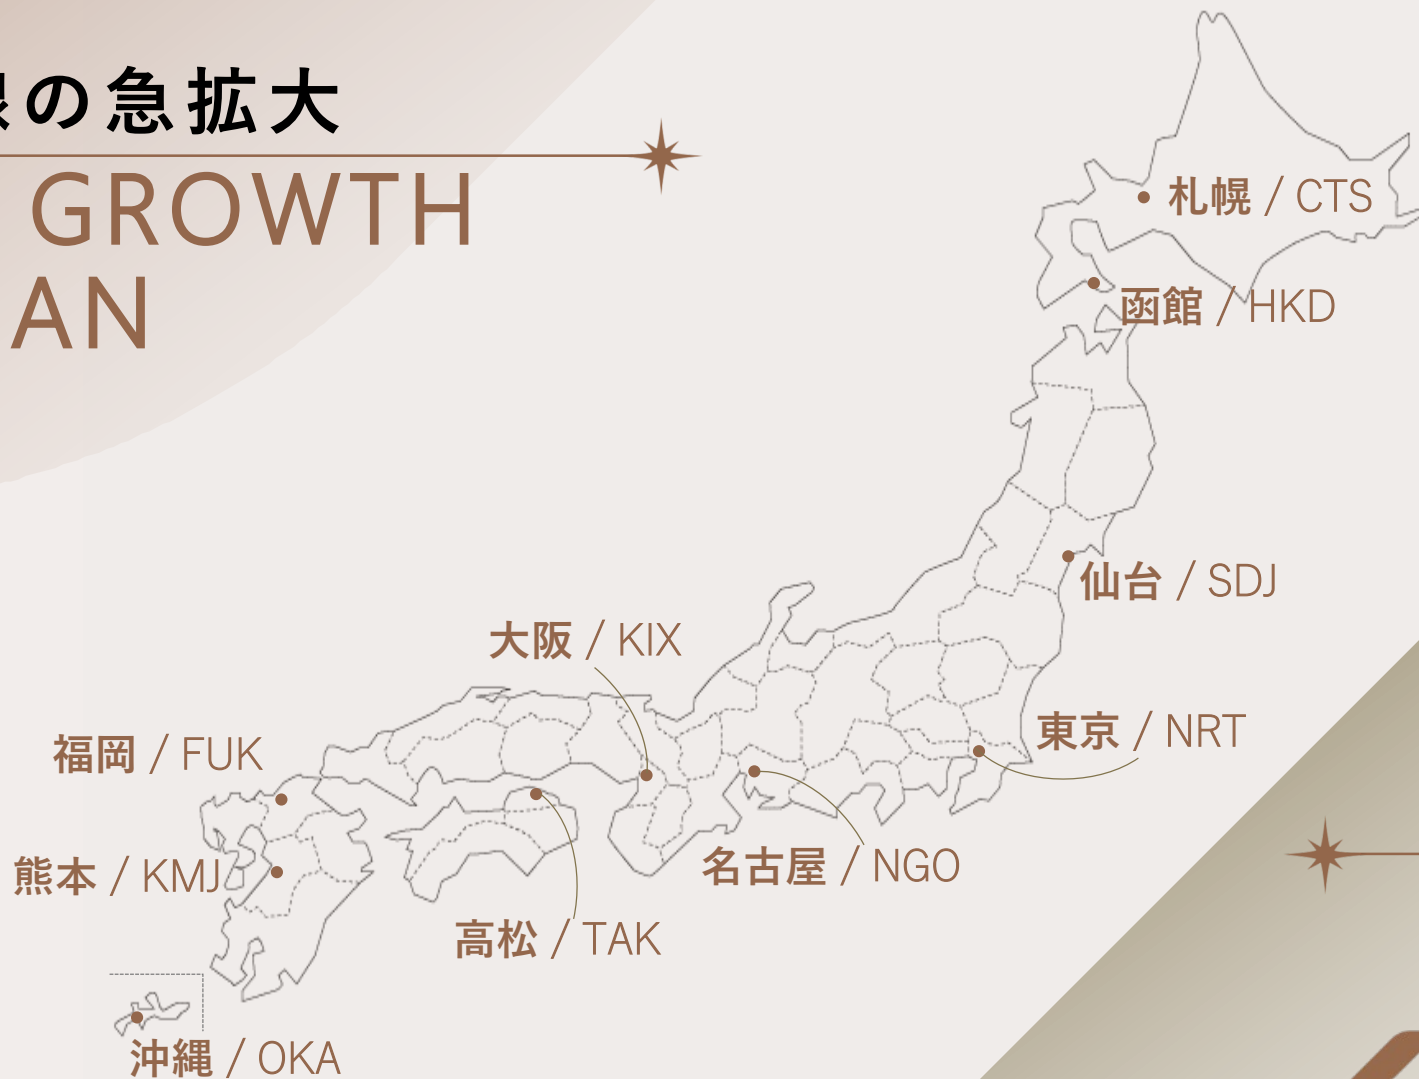 の急拡大
GROWTH
AN
札幌 / CTS
函館 / HKD
仙台 / SDJ
大阪 / KIX
東京 / NRT
福岡 / FUK
名古屋 / NGO
熊本 / KMJ
高松 / TAK
沖縄 / OKA